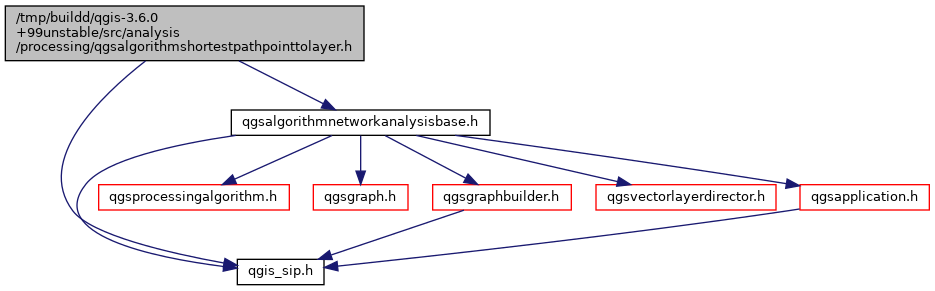 /tmp/buildd/qgis-3.6.0
+99unstable/src/analysis
/processing/qgsalgorithmshortestpathpointtolayer.h
qgsalgorithmnetworkanalysisbase.h
qgsprocessingalgorithm.h
qgsgraph.h
qgsgraphbuilder.h
qgsvectorlayerdirector.h
qgsapplication.h
qgis_sip.h